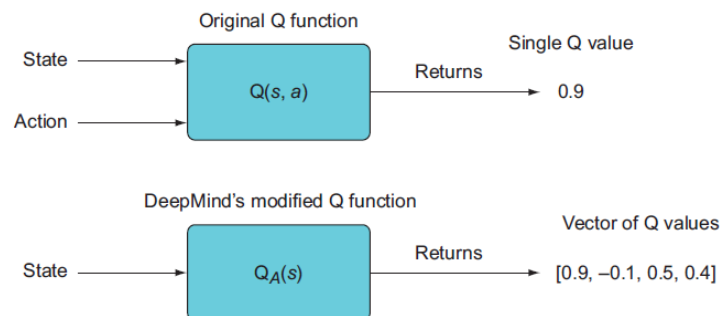 Original Q function
Single Q value
State
Returns
Q(s, a)
0.9
Action
DeepMind's modified Q function
Vector of Q values
Returns
State
Q_A(s)
[0.9, –0.1, 0.5, 0.4]